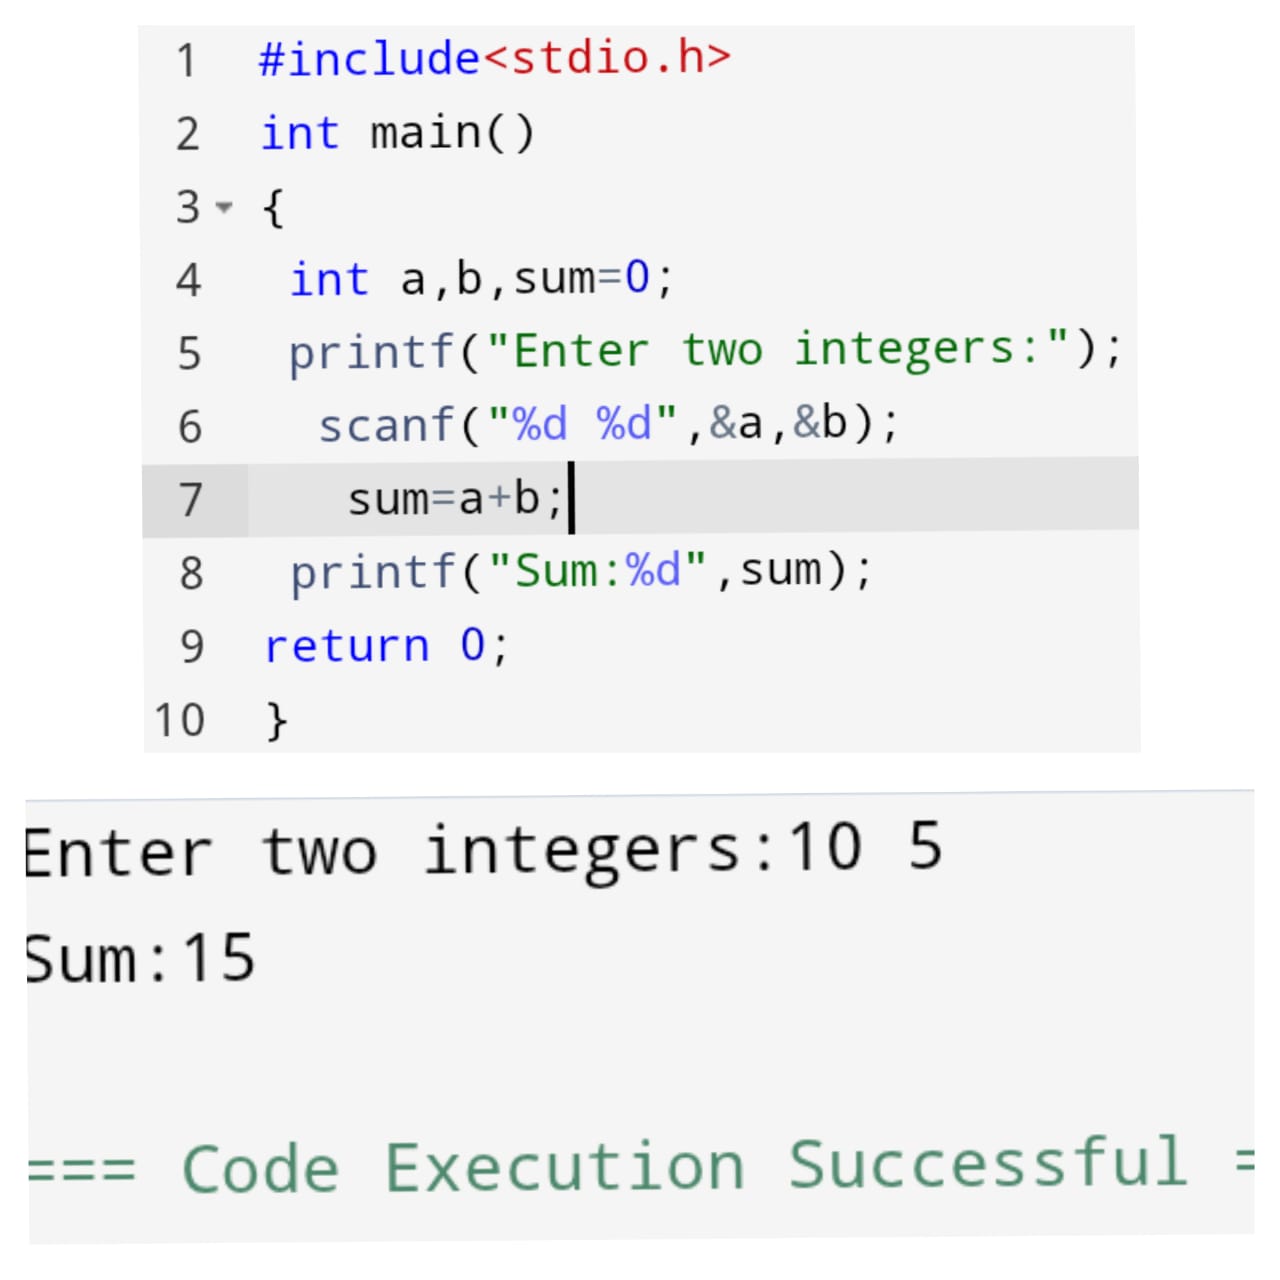 1 #include<stdio.h>
2 int main()
3 {
4 int a,b,sum=0;
5 printf("Enter two integers:");
6 scanf("%d %d",&a,&b);
7 sum=a+b;
8 printf("Sum:%d",sum);
9 return 0;
10 }
Enter two integers:10 5
Sum:15
=== Code Execution Successful =